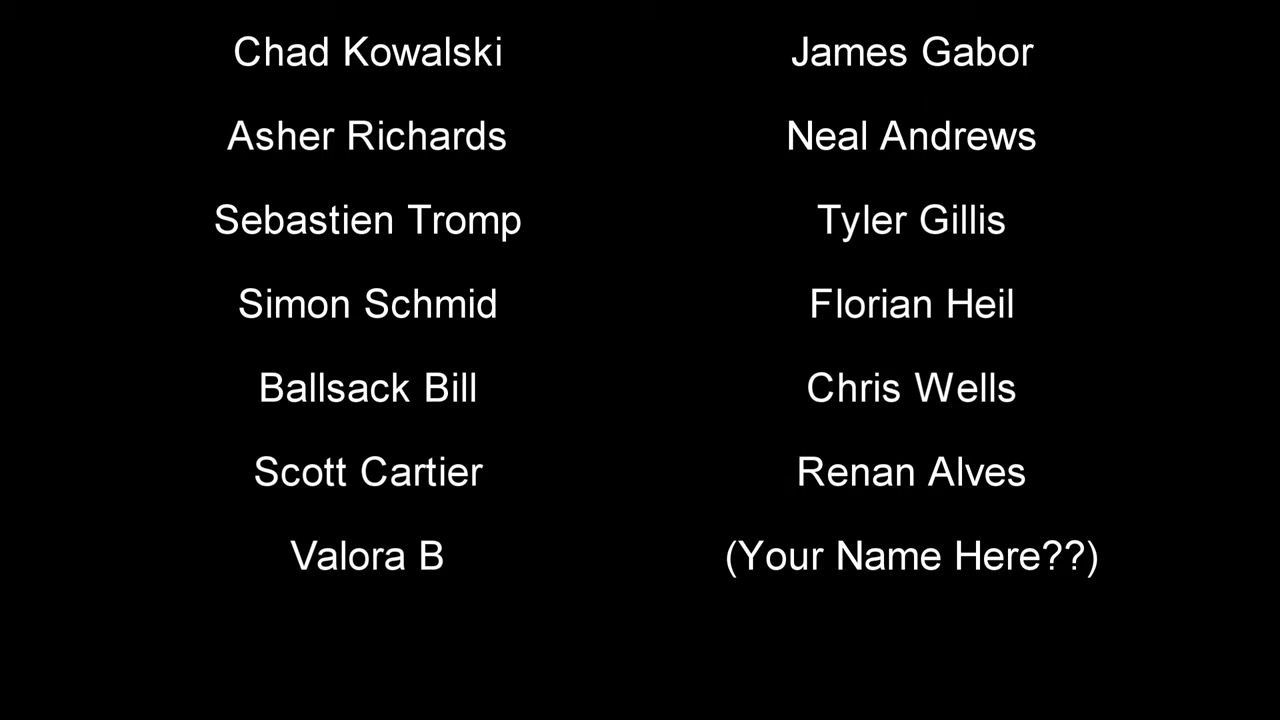 Chad Kowalski
Asher Richards
Sebastien Tromp
Simon Schmid
Ballsack Bill
Scott Cartier
Valora B
James Gabor
Neal Andrews
Tyler Gillis
Florian Heil
Chris Wells
Renan Alves
(Your Name Here??)